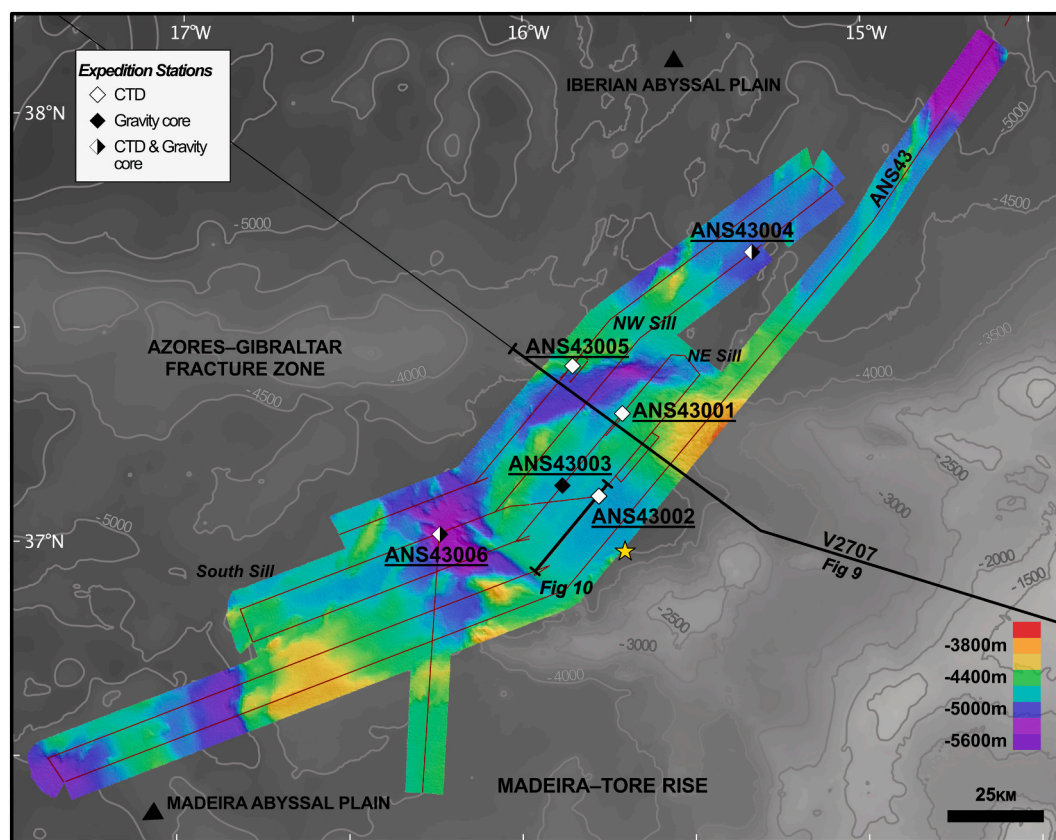 17°W
16°W
15°W
Expedition Stations
CTD
Gravity core
CTD & Gravity
core
IBERIAN ABYSSAL PLAIN
38°N
-5000
ANS43
-4500
-5000
ANS43004
NW Sill
-3500
ANS43005
NE Sill
AZORES–GIBRALTAR
FRACTURE ZONE
-4000
-4000
-4500
ANS43001
-2500
ANS43003
-3000
ANS43002
-5000
37°N
V2707
Fig 9
ANS43006
-2000
South Sill
Fig 10
-1500
-2500
-3000
-3800m
-4000
-4400m
-5000m
-5600m
MADEIRA–TORE RISE
25KM
MADEIRA ABYSSAL PLAIN